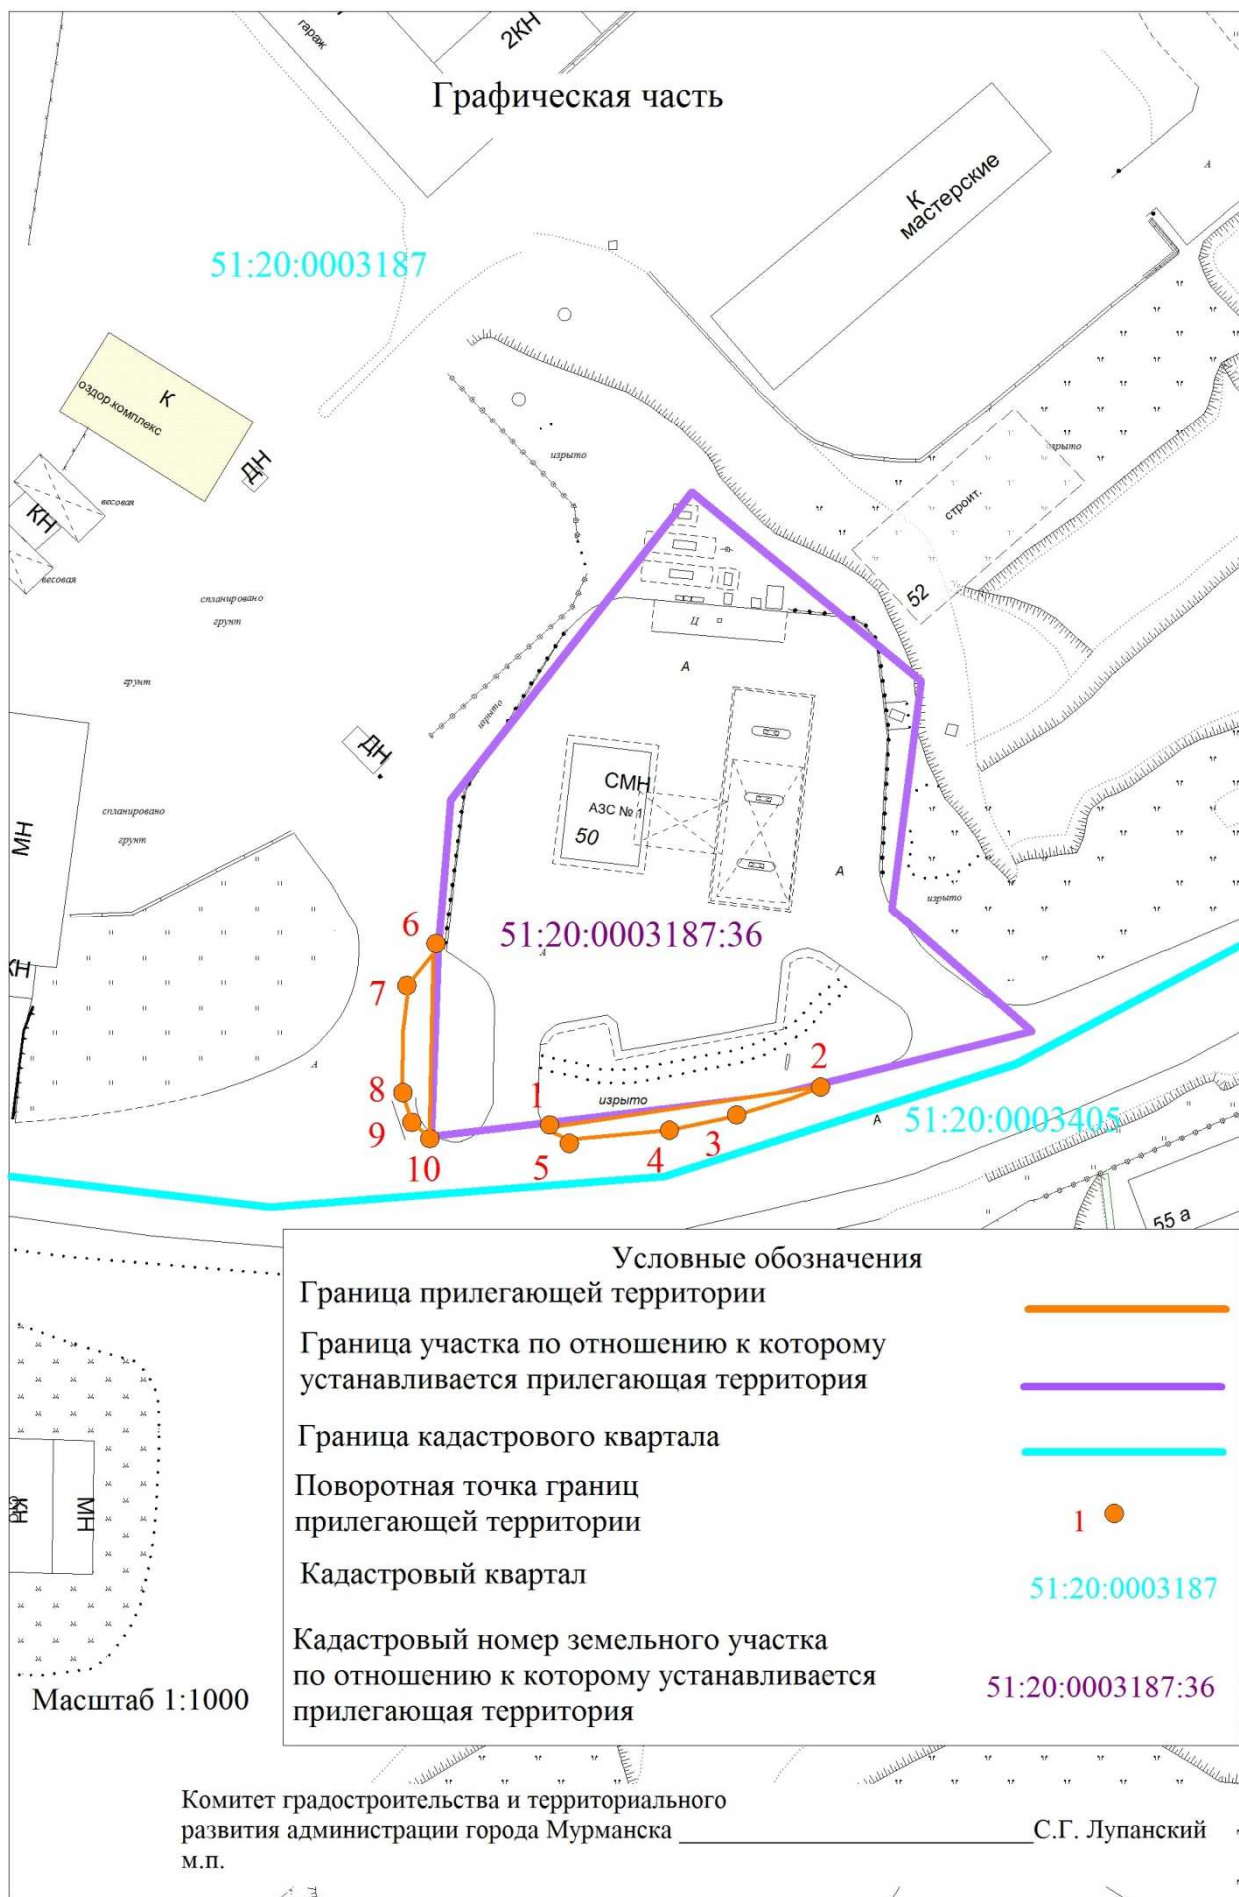 гараж
2КН
Графическая часть
К
мастерские
А
51:20:0003187
К
оздор.комплекс
ДН
КН
весовая
весовая
изрыто
изрыто
строит.
52
спланировано
грунт
грунт
Ц
А
изрыто
ДН
СМН
АЗС № 1
50
МН
спланировано
грунт
А
изрыто
6
51:20:0003187:36
А
7
А
8
9
10
1
изрыто
2
3
4
5
А
51:20:0003405
55 а
Условные обозначения
Граница прилегающей территории
Граница участка по отношению к которому
устанавливается прилегающая территория
Граница кадастрового квартала
Поворотная точка границ
прилегающей территории
1
Кадастровый квартал
51:20:0003187
Кадастровый номер земельного участка
по отношению к которому устанавливается
прилегающая территория
51:20:0003187:36
КН
МН
Масштаб 1:1000
Комитет градостроительства и территориального
развития администрации города Мурманска ______________________________С.Г. Лупанский
м.п.